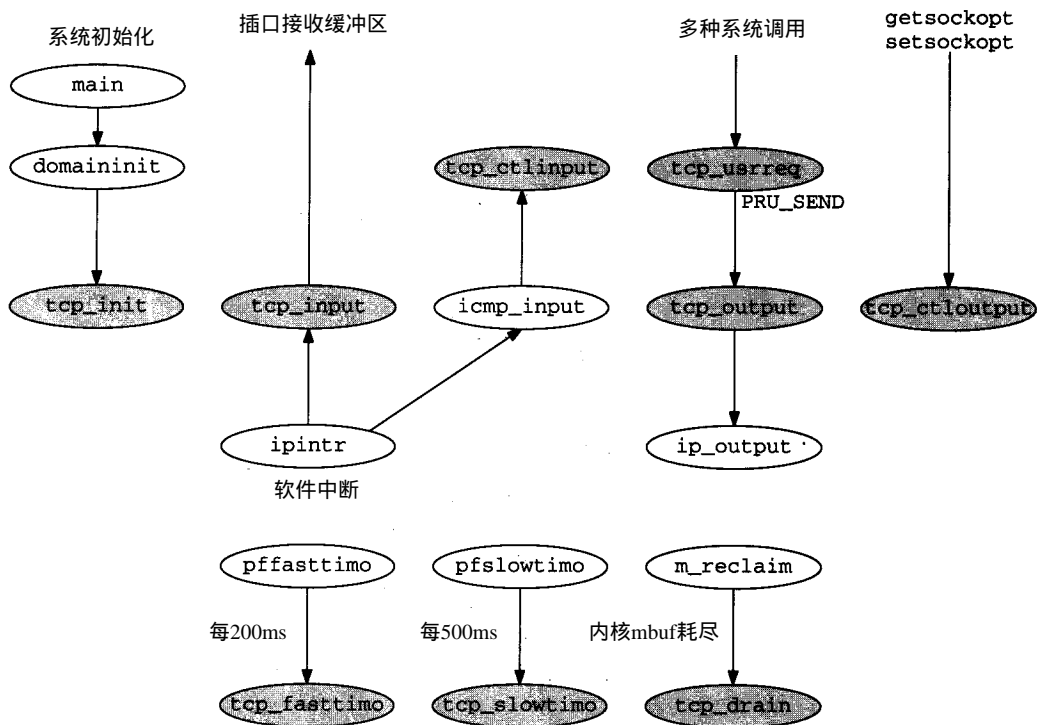 系统初始化
插口接收缓冲区
多种系统调用
getsockopt
setsockopt
main
domaininit
tcp_ctlinput
tcp_usrreq
PRU_SEND
tcp_init
tcp_input
icmp_input
tcp_output
tcp_ctloutput
ipintr
ip_output
软件中断
pffasttimo
pfslowtimo
m_reclaim
每200ms
每500ms
内核mbuf耗尽
tcp_fasttimo
tcp_slowtimo
tcp_drain